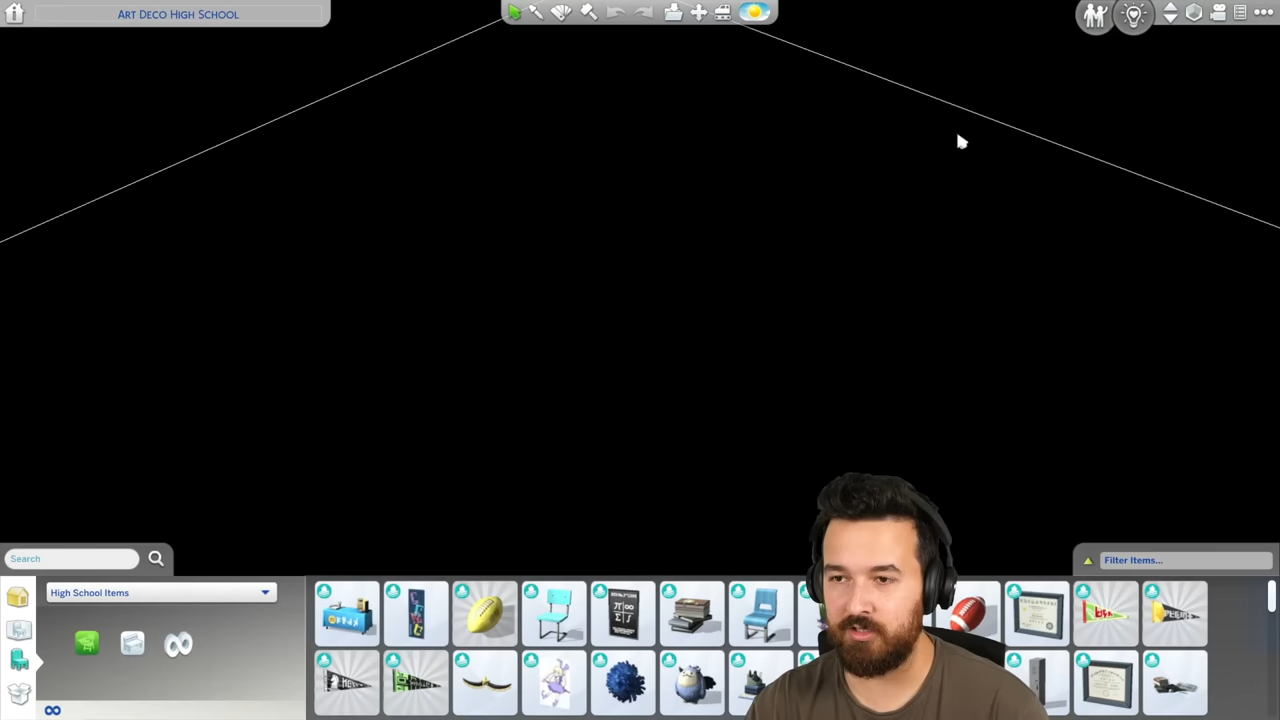 Art Deco High School
Search
Filter Items...
High School Items